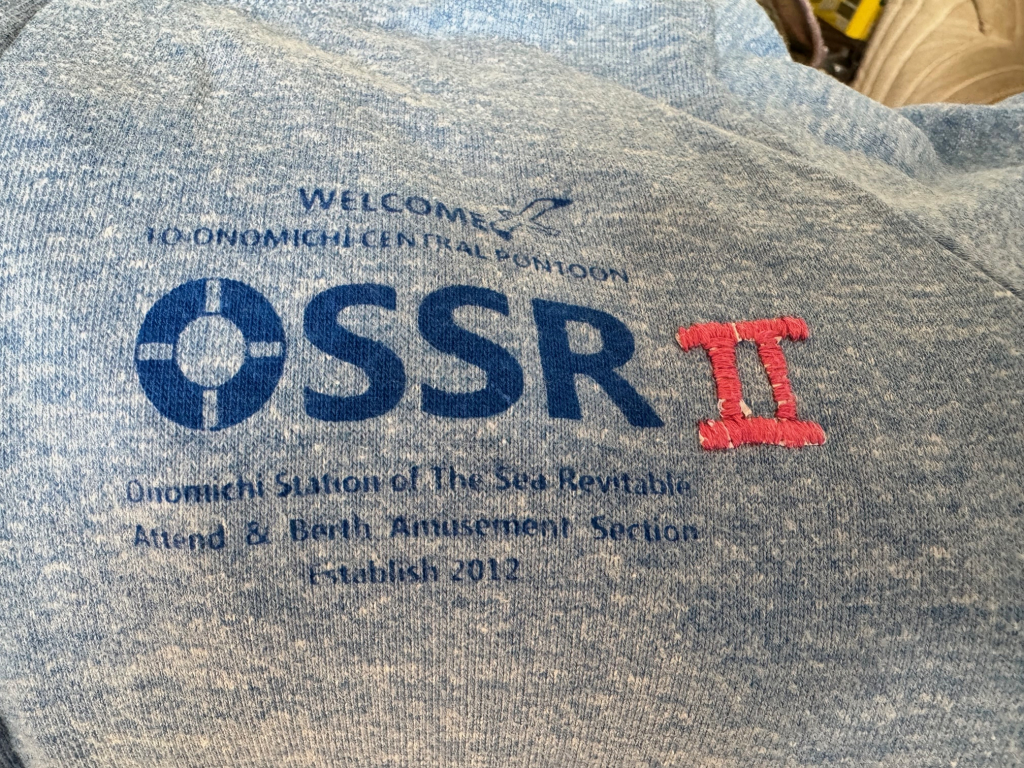 WELCOME
TO ONOMICHI CENTRAL PONTOON
OSSR II
Onomichi Station of The Sea Revitable
Attend & Berth Amusement Section
Establish 2012